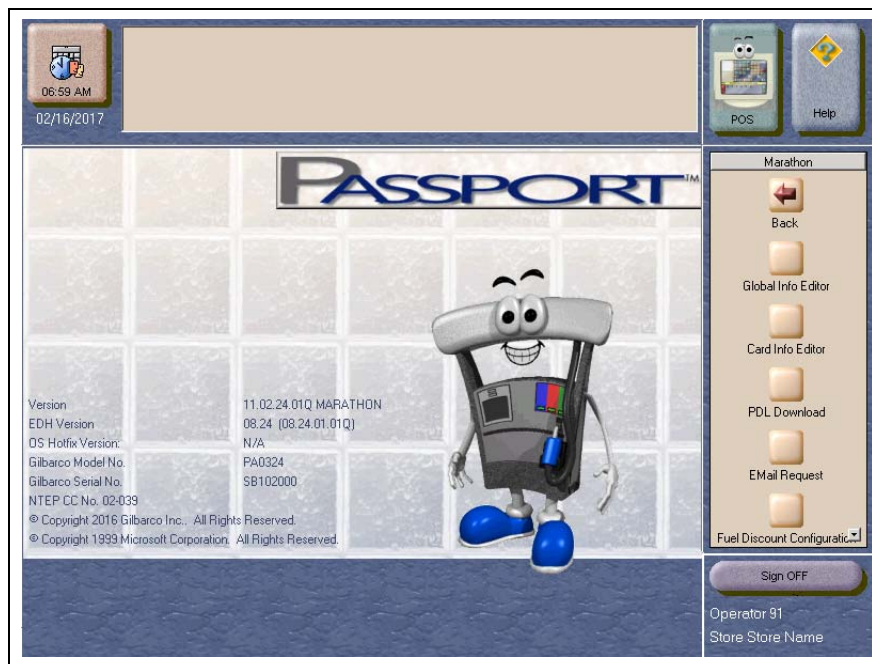 06:59 AM
02/16/2017
POS
Help
PASSPORT™
Marathon
Back
Global Info Editor
Card Info Editor
PDL Download
EMail Request
Fuel Discount Configuratio
Version 11.02.24.01Q MARATHON
EDH Version 08.24 (08.24.01.01Q)
OS Hotfix Version: N/A
Gilbarco Model No. PA0324
Gilbarco Serial No. SB102000
NTEP CC No. 02-039
© Copyright 2016 Gilbarco Inc., All Rights Reserved.
© Copyright 1999 Microsoft Corporation. All Rights Reserved.
Sign OFF
Operator 91
Store Store Name